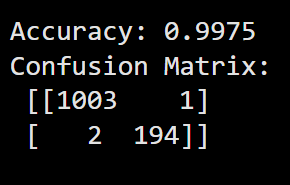 Accuracy: 0.9975
Confusion Matrix:
[[1003    1]
[   2  194]]